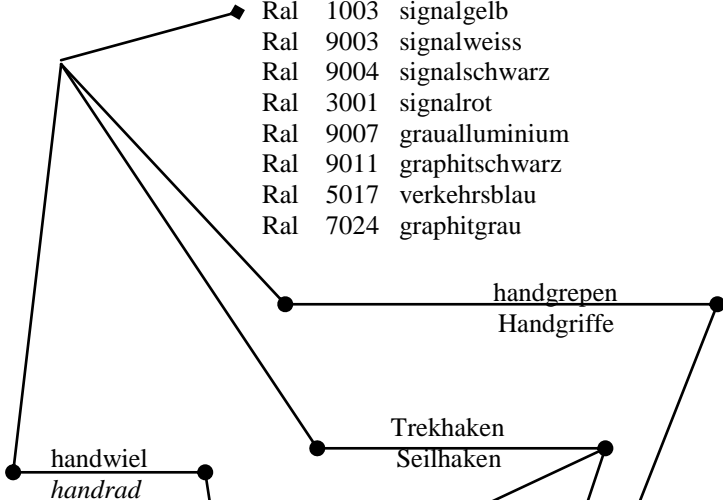 Ral 1003 signalgelb
Ral 9003 signalweiss
Ral 9004 signalschwarz
Ral 3001 signalrot
Ral 9007 graualluminium
Ral 9011 graphitschwarz
Ral 5017 verkehrsblau
Ral 7024 graphitgrau
handgrepen
Handgriffe
Trekhaken
Seilhaken
handwiel
handrad